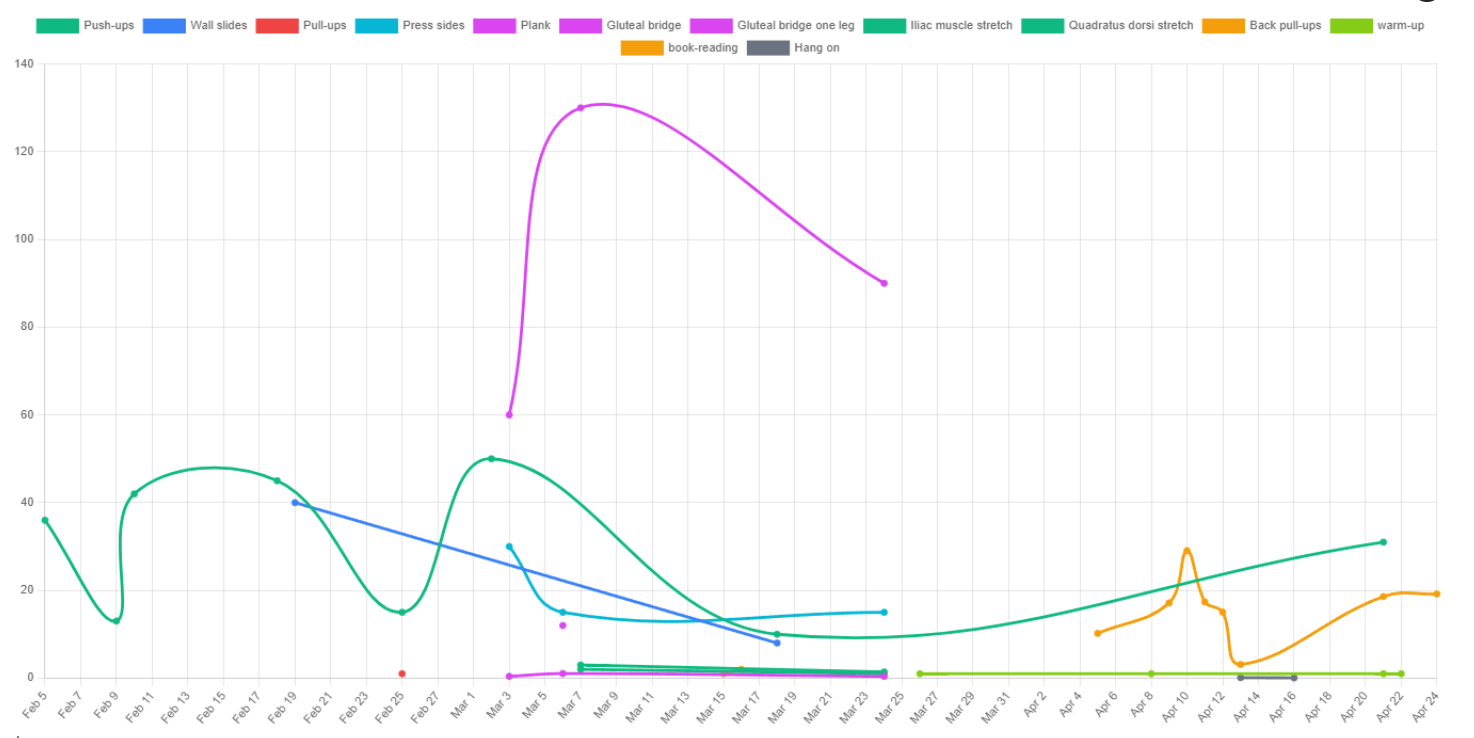 Push-ups Wall slides Pull-ups Press sides Plank Gluteal bridge Gluteal bridge one leg Iliac muscle stretch Quadratus dorsi stretch Back pull-ups warm-up
book-reading Hang on
140
120
100
80
60
40
20
0
Feb 5 Feb 7 Feb 9 Feb 11 Feb 13 Feb 15 Feb 17 Feb 19 Feb 21 Feb 23 Feb 25 Feb 27 Mar 1 Mar 3 Mar 5 Mar 7 Mar 9 Mar 11 Mar 13 Mar 15 Mar 17 Mar 19 Mar 21 Mar 23 Mar 25 Mar 27 Mar 29 Mar 31 Apr 2 Apr 4 Apr 6 Apr 8 Apr 10 Apr 12 Apr 14 Apr 16 Apr 18 Apr 20 Apr 22 Apr 24